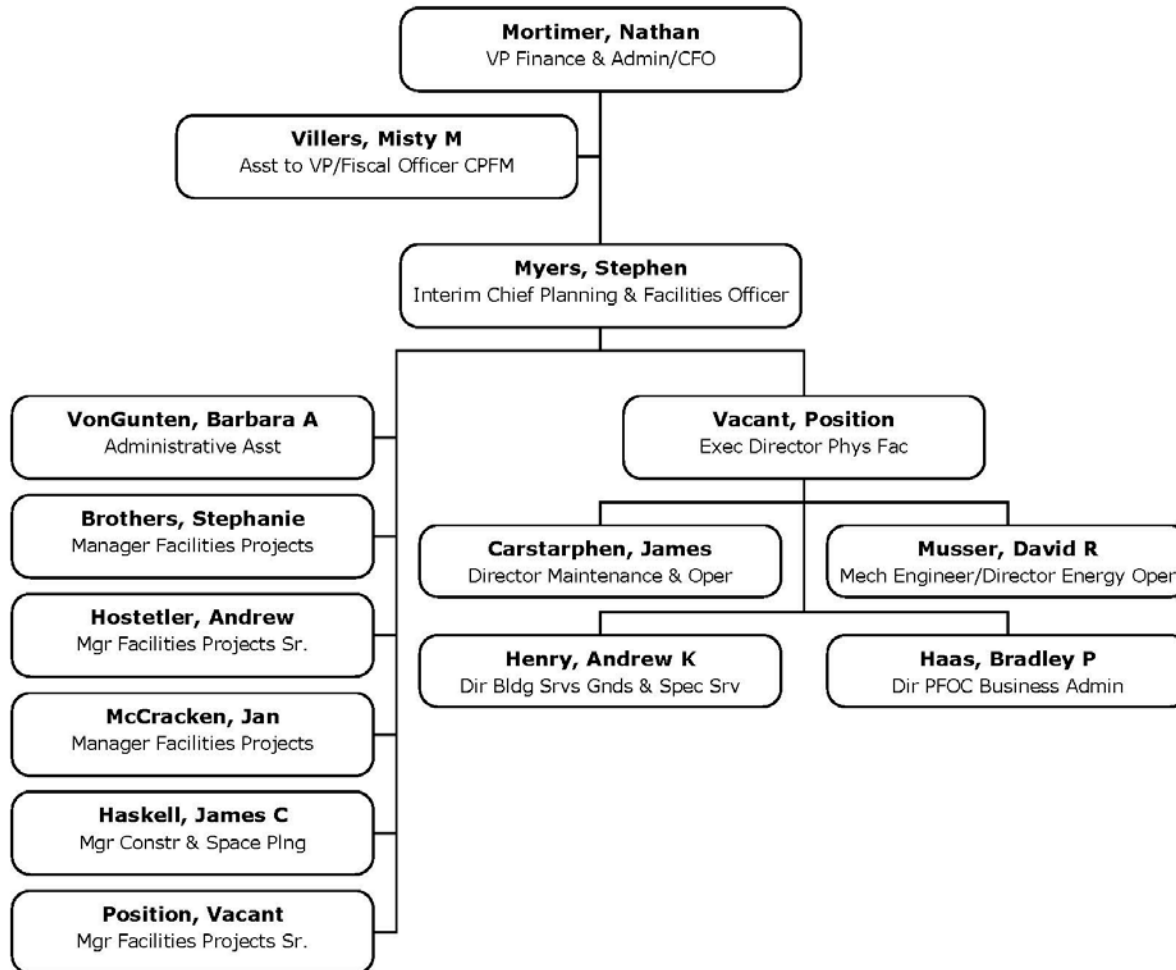 Mortimer, Nathan
VP Finance & Admin/CFO
Villers, Misty M
Asst to VP/Fiscal Officer CPFM
Myers, Stephen
Interim Chief Planning & Facilities Officer
VonGunten, Barbara A
Administrative Asst
Brothers, Stephanie
Manager Facilities Projects
Hostetler, Andrew
Mgr Facilities Projects Sr.
McCracken, Jan
Manager Facilities Projects
Haskell, James C
Mgr Constr & Space Plng
Position, Vacant
Mgr Facilities Projects Sr.
Vacant, Position
Exec Director Phys Fac
Carstarphen, James
Director Maintenance & Oper
Musser, David R
Mech Engineer/Director Energy Oper
Henry, Andrew K
Dir Bldg Srvs Gnds & Spec Srv
Haas, Bradley P
Dir PFOC Business Admin